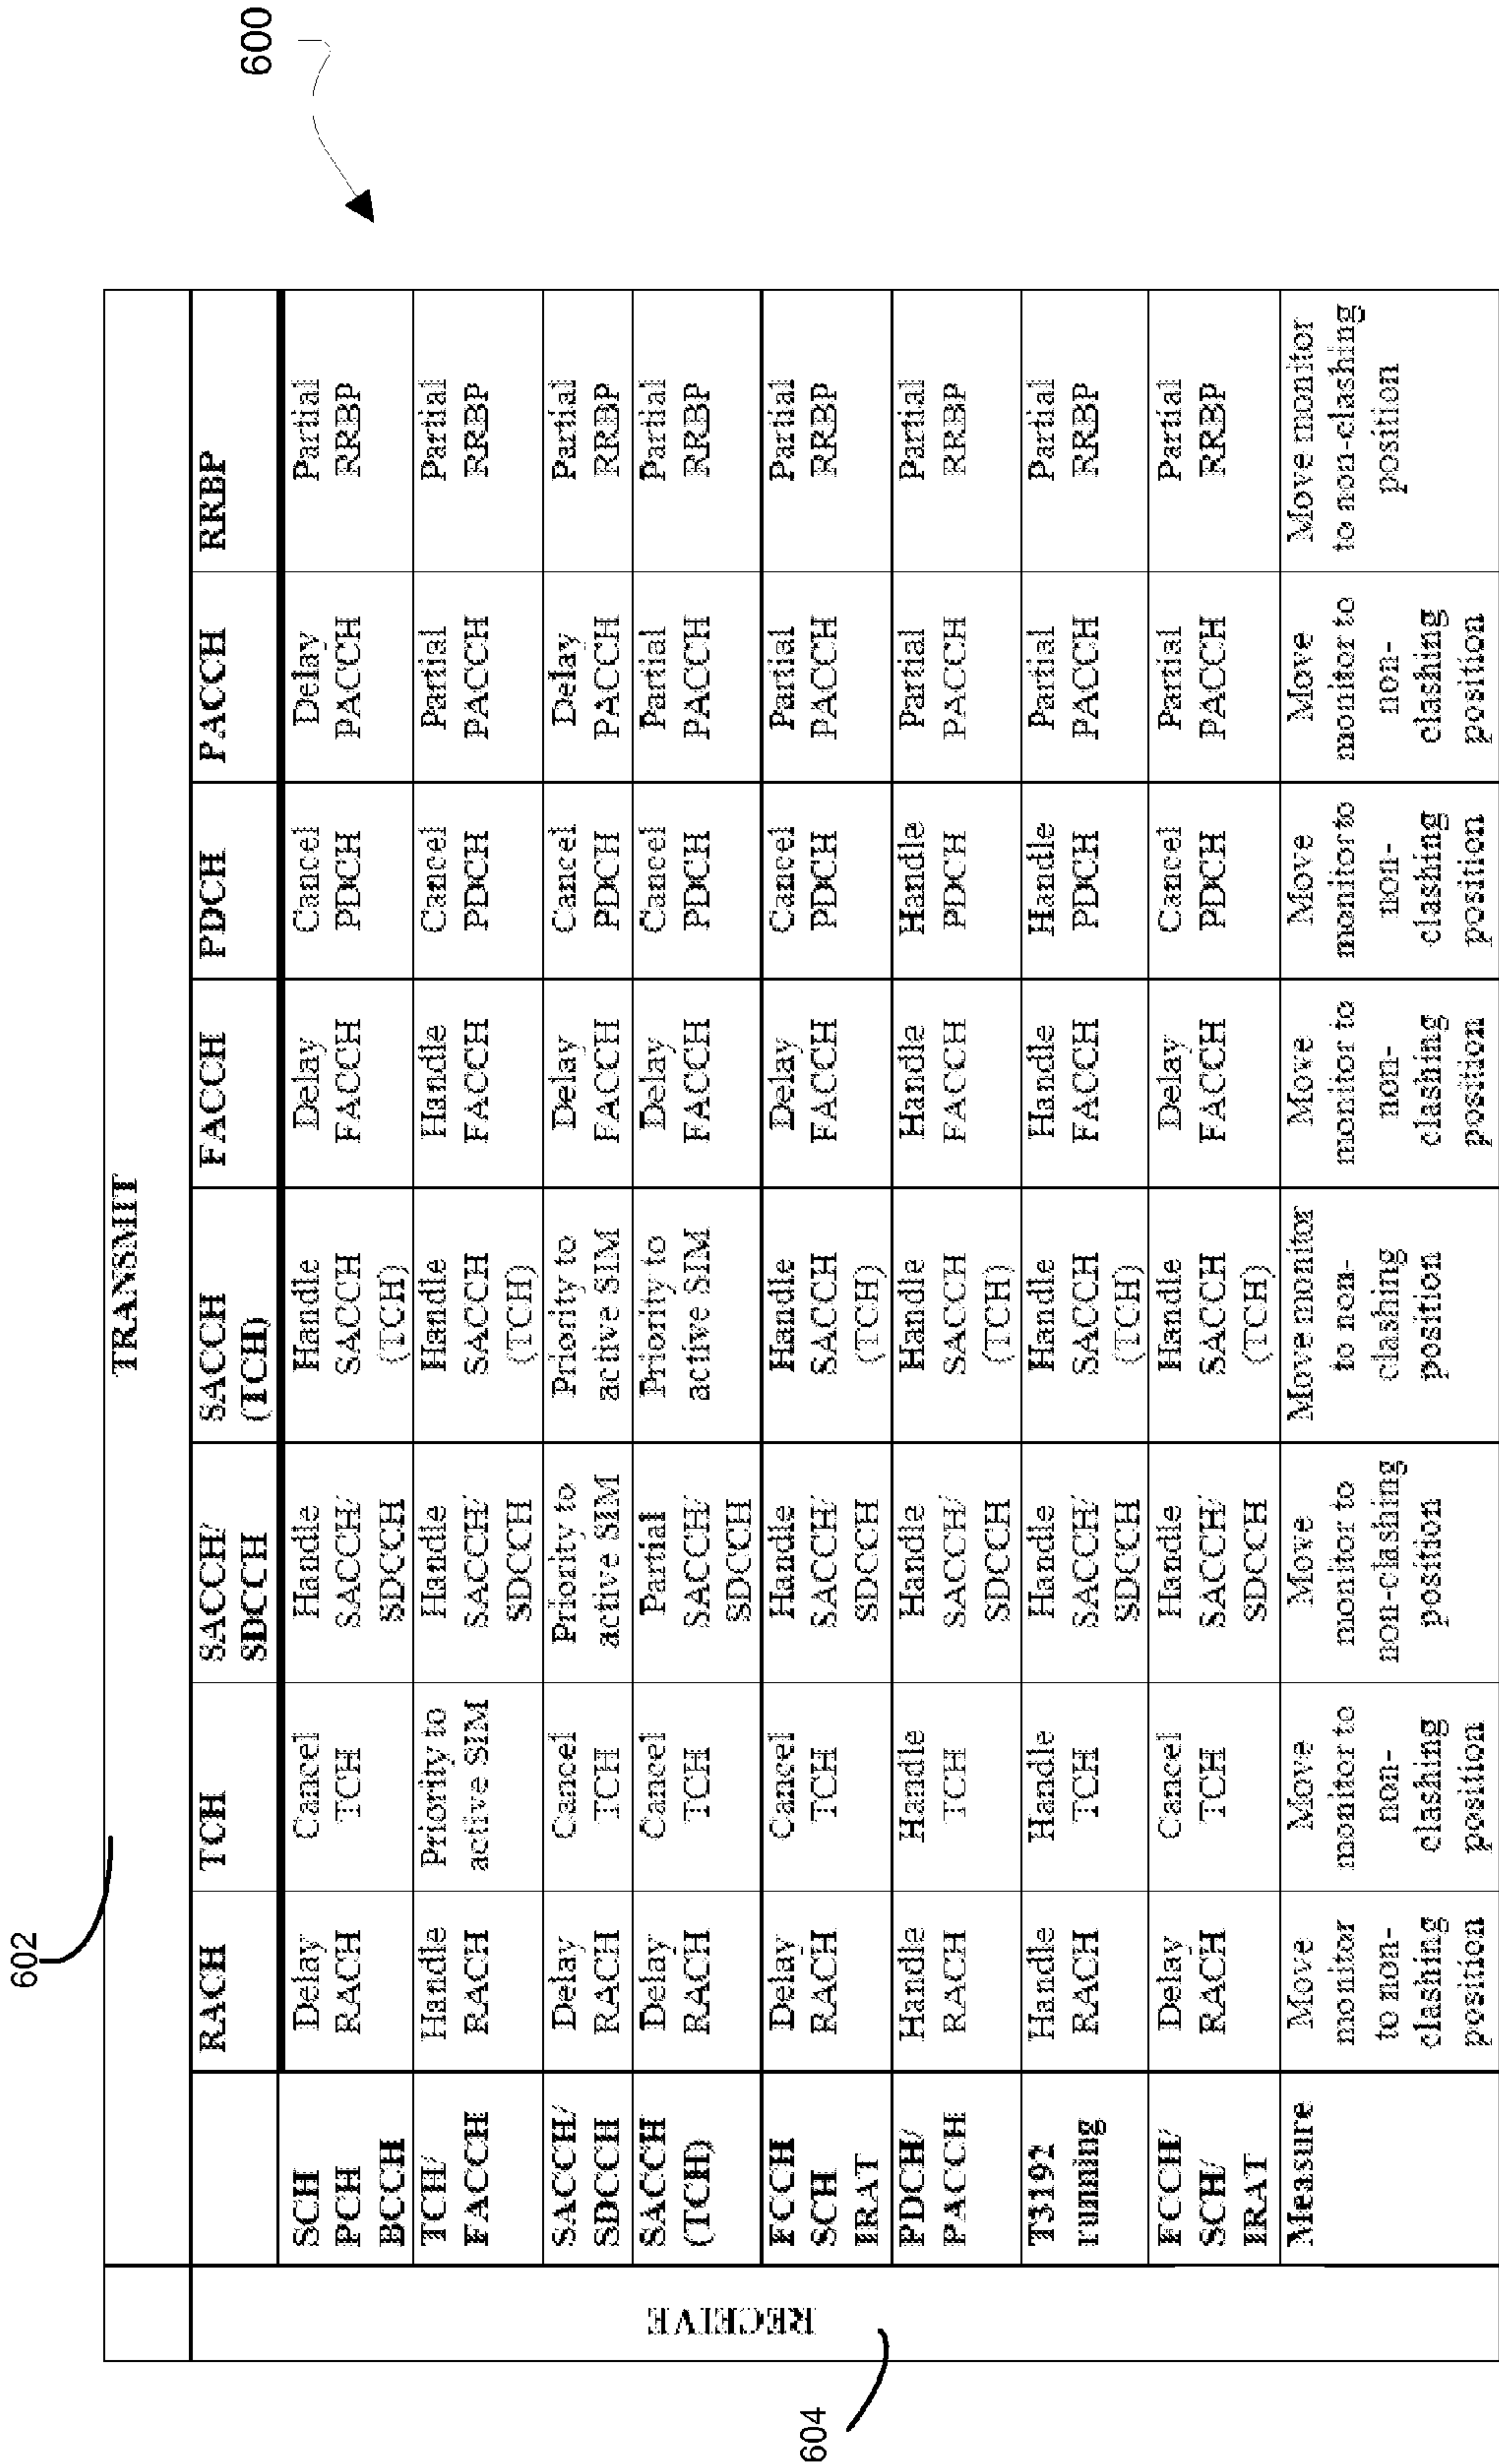 602
600
TRANSMIT
RACH
TCH
SACCH/
SDCCH
SACCH
(TCH)
FACCH
PDCH
PACCH
RRBP
604
RECEIVE
SCH
PCH
BCCH
Delay
RACH
Cancel
TCH
Handle
SACCH/
SDCCH
Handle
SACCH
(TCH)
Delay
FACCH
Cancel
PDCH
Delay
PACCH
Partial
RRBP
TCH/
FACCH
Handle
RACH
Priority to
active SIM
Handle
SACCH/
SDCCH
Handle
SACCH
(TCH)
Handle
FACCH
Cancel
PDCH
Partial
PACCH
Partial
RRBP
SACCH/
SDCCH
Delay
RACH
Cancel
TCH
Priority to
active SIM
Priority to
active SIM
Delay
FACCH
Cancel
PDCH
Delay
PACCH
Partial
RRBP
SACCH
(TCH)
Delay
RACH
Cancel
TCH
Partial
SACCH/
SDCCH
Priority to
active SIM
Delay
FACCH
Cancel
PDCH
Partial
PACCH
Partial
RRBP
FCCH
SCH
IRAT
Delay
RACH
Cancel
TCH
Handle
SACCH/
SDCCH
Handle
SACCH
(TCH)
Delay
FACCH
Cancel
PDCH
Partial
PACCH
Partial
RRBP
PDCH/
PACCH
Handle
RACH
Handle
TCH
Handle
SACCH/
SDCCH
Handle
SACCH
(TCH)
Handle
FACCH
Handle
PDCH
Partial
PACCH
Partial
RRBP
T3192
running
Handle
RACH
Handle
TCH
Handle
SACCH/
SDCCH
Handle
SACCH
(TCH)
Handle
FACCH
Handle
PDCH
Partial
PACCH
Partial
RRBP
FCCH/
SCH/
IRAT
Delay
RACH
Cancel
TCH
Handle
SACCH/
SDCCH
Handle
SACCH
(TCH)
Delay
FACCH
Cancel
PDCH
Partial
PACCH
Partial
RRBP
Measure
Move
monitor
to non-
clashing
position
Move
monitor to
non-
clashing
position
Move
monitor to
non-clashing
position
Move monitor
to non-
clashing
position
Move
monitor to
non-
clashing
position
Move
monitor to
non-
clashing
position
Move
monitor to
non-
clashing
position
Move monitor
to non-clashing
position